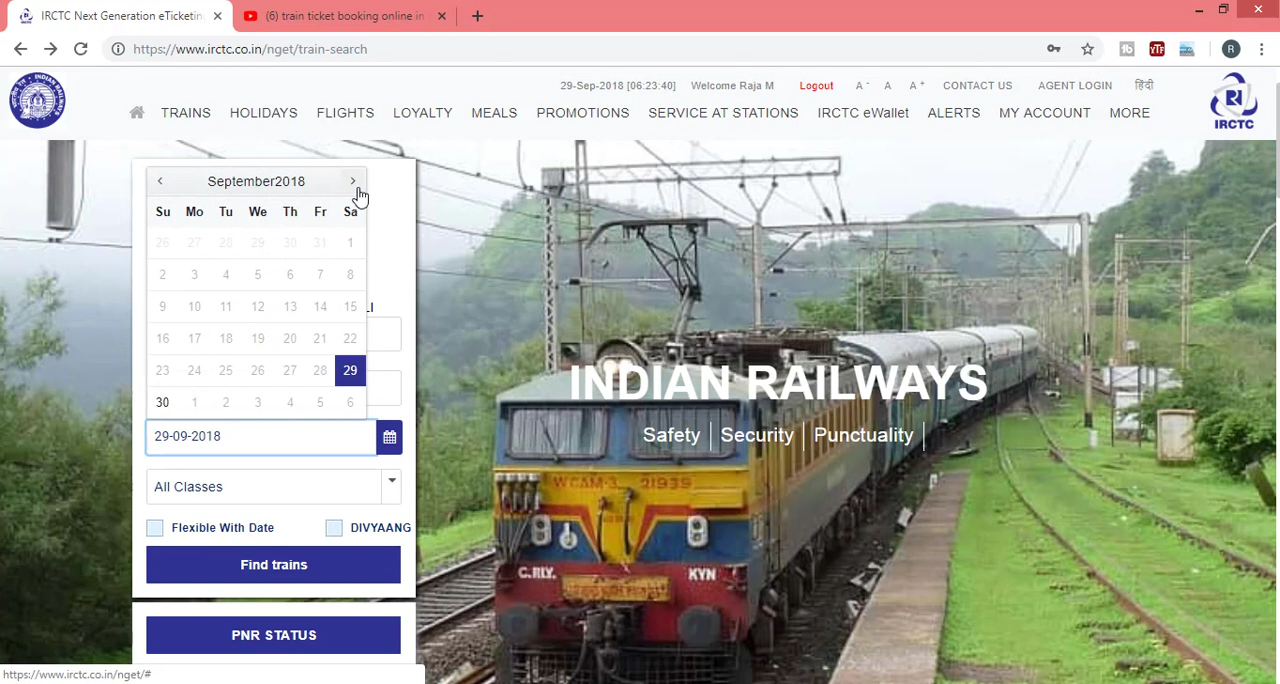 IRCTC Next Generation eTicketing
(6) train ticket booking online in
https://www.irctc.co.in/nget/train-search
R
29-Sep-2018 [06:23:40] Welcome Raja M Logout A - A A + CONTACT US AGENT LOGIN हिंदी
INDIAN RAILWAYS
IRCTC
TRAINS HOLIDAYS FLIGHTS LOYALTY MEALS PROMOTIONS SERVICE AT STATIONS IRCTC eWallet ALERTS MY ACCOUNT MORE
September2018
Su Mo Tu We Th Fr Sa
26 27 28 29 30 31 1
2 3 4 5 6 7 8
9 10 11 12 13 14 15
16 17 18 19 20 21 22
23 24 25 26 27 28 29
30 1 2 3 4 5 6
29-09-2018
All Classes
Flexible With Date DIVYAANG
Find trains
PNR STATUS
INDIAN RAILWAYS
Safety Security Punctuality
WCAM-3 21939
C.RLY. KYN
https://www.irctc.co.in/nget/#